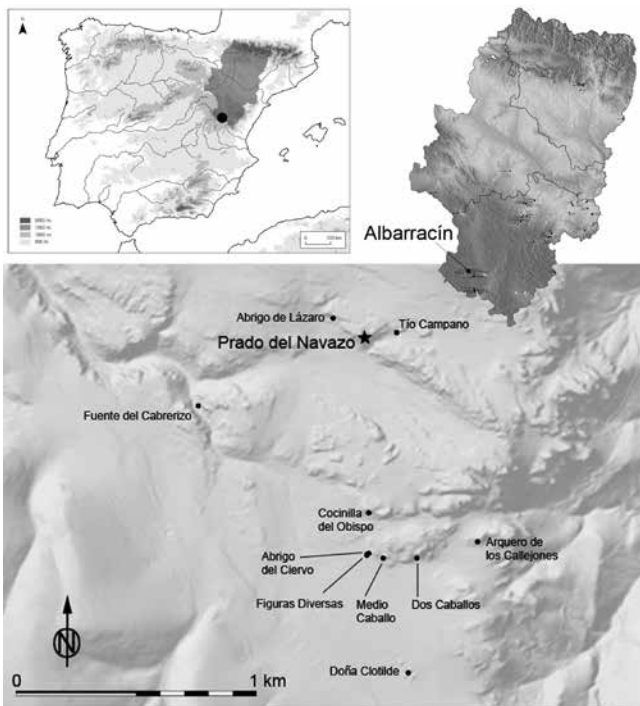 N
Albarracín
Abrigo de Lázaro
Tío Campano
Prado del Navazo
Fuente del Cabrerizo
Cocinilla
del Obispo
Arquero de
los Callejones
Abrigo
del Ciervo
Figuras Diversas
Medio
Caballo
Dos Caballos
Doña Clotilde
N
0
1 km